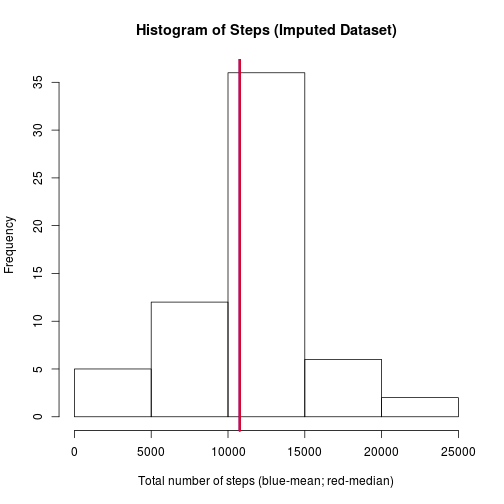 Histogram of Steps (Imputed Dataset)
Frequency
35
30
25
20
15
10
5
0
0 5000 10000 15000 20000 25000
Total number of steps (blue-mean; red-median)